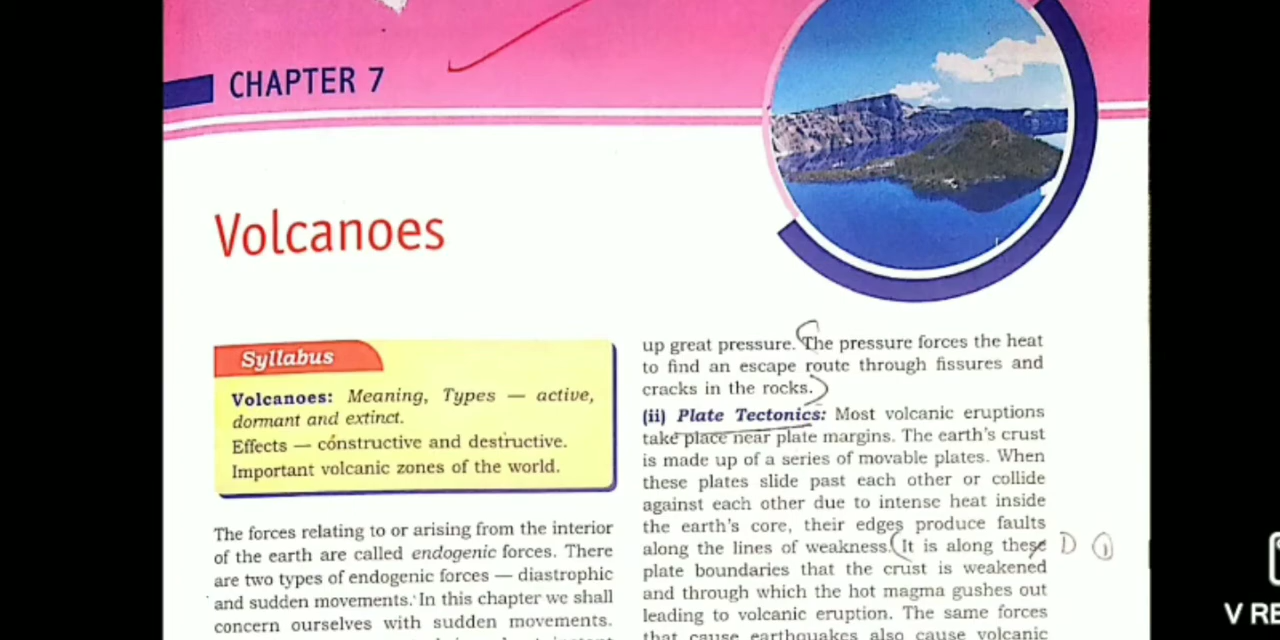 CHAPTER 7
Volcanoes
Syllabus
Volcanoes: Meaning, Types — active,
dormant and extinct.
Effects — constructive and destructive.
Important volcanic zones of the world.
The forces relating to or arising from the interior
of the earth are called endogenic forces. There
are two types of endogenic forces — diastrophic
and sudden movements. In this chapter we shall
concern ourselves with sudden movements.
up great pressure. The pressure forces the heat
to find an escape route through fissures and
cracks in the rocks.
(ii) Plate Tectonics: Most volcanic eruptions
take place near plate margins. The earth's crust
is made up of a series of movable plates. When
these plates slide past each other or collide
against each other due to intense heat inside
the earth's core, their edges produce faults
along the lines of weakness. It is along these
plate boundaries that the crust is weakened
and through which the hot magma gushes out
leading to volcanic eruption. The same forces
that cause earthquakes also cause volcanic
V RE